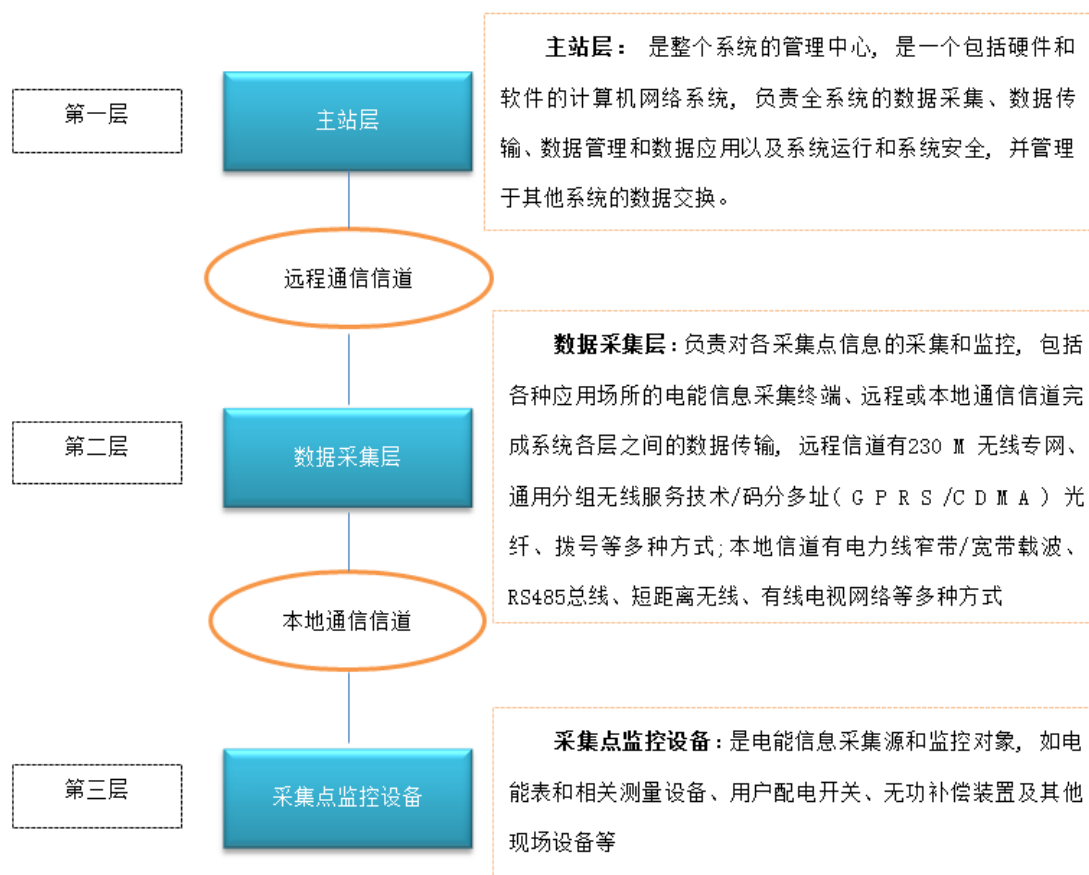 第一层
主站层
主站层： 是整个系统的管理中心, 是一个包括硬件和
软件的计算机网络系统, 负责全系统的数据采集、数据传
输、数据管理和数据应用以及系统运行和系统安全, 并管理
于其他系统的数据交换。
远程通信信道
第二层
数据采集层
数据采集层:负责对各采集点信息的采集和监控, 包括
各种应用场所的电能信息采集终端、远程或本地通信信道完
成系统各层之间的数据传输, 远程信道有230 M 无线专网、
通用分组无线服务技术/码分多址( G P R S /C D M A ) 光
纤、拨号等多种方式;本地信道有电力线窄带/宽带载波、
RS485总线、短距离无线、有线电视网络等多种方式
本地通信信道
第三层
采集点监控设备
采集点监控设备:是电能信息采集源和监控对象, 如电
能表和相关测量设备、用户配电开关、无功补偿装置及其他
现场设备等